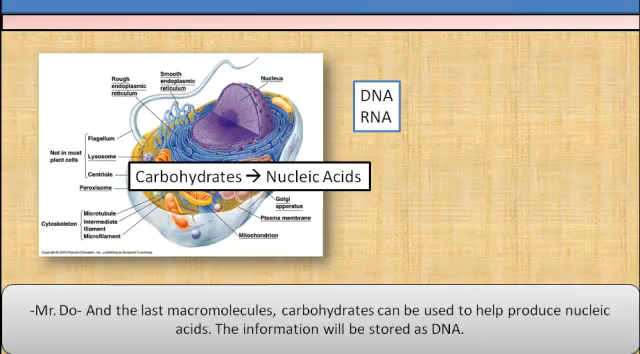 Rough
endoplasmic
reticulum
Smooth
endoplasmic
reticulum
Nucleus
DNA
RNA
Flagellum
Not in most
plant cells
Lysosome
Centriole
Carbohydrates → Nucleic Acids
Peroxisome
Golgi
apparatus
Plasma membrane
Cytoskeleton
Microtubule
Intermediate
filament
Microfilament
Mitochondrion
-Mr. Do- And the last macromolecules, carbohydrates can be used to help produce nucleic
acids. The information will be stored as DNA.